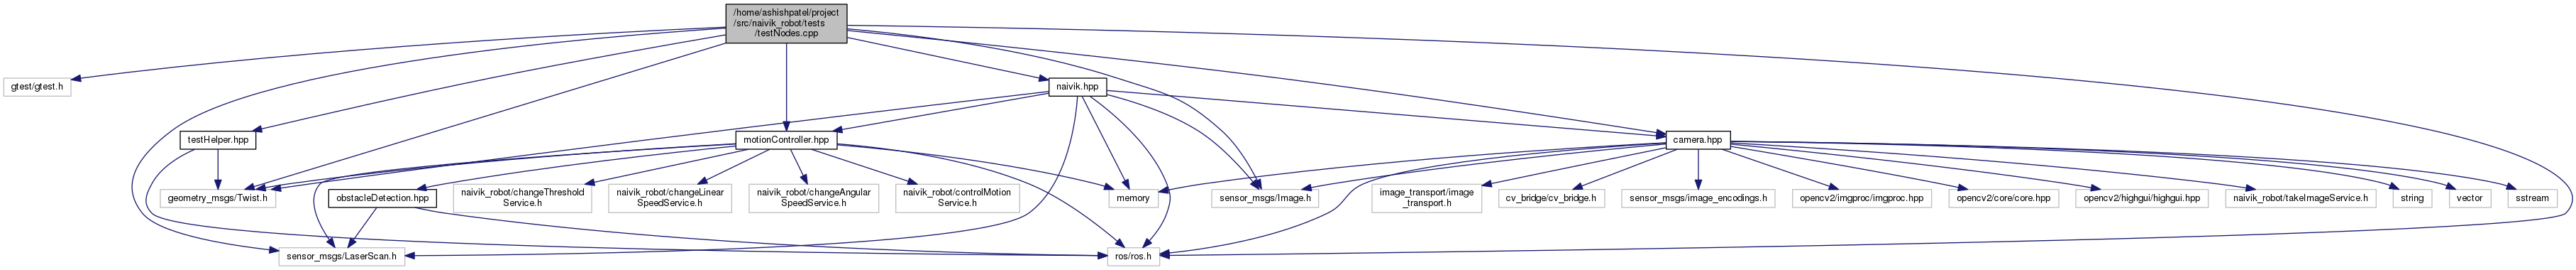 /home/ashishpatel/project
/src/naivik_robot/tests
/testNodes.cpp
gtest/gtest.h
naivik.hpp
testHelper.hpp
motionController.hpp
camera.hpp
geometry_msgs/Twist.h
obstacleDetection.hpp
naivik_robot/changeThreshold
Service.h
naivik_robot/changeLinear
SpeedService.h
naivik_robot/changeAngular
SpeedService.h
naivik_robot/controlMotion
Service.h
memory
sensor_msgs/Image.h
image_transport/image
_transport.h
cv_bridge/cv_bridge.h
sensor_msgs/image_encodings.h
opencv2/imgproc/imgproc.hpp
opencv2/core/core.hpp
opencv2/highgui/highgui.hpp
naivik_robot/takeImageService.h
string
vector
sstream
sensor_msgs/LaserScan.h
ros/ros.h